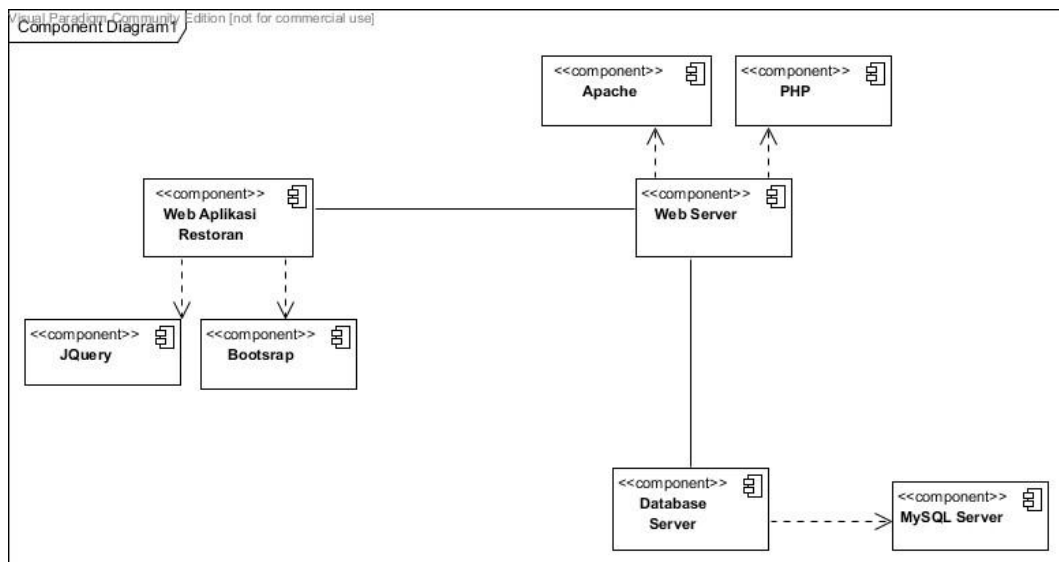 Visual Paradigm Community Edition [not for commercial use]
Component Diagram1
<<component>>
Apache
<<component>>
PHP
<<component>>
Web Aplikasi
Restoran
<<component>>
Web Server
<<component>>
JQuery
<<component>>
Bootsrap
<<component>>
Database
Server
<<component>>
MySQL Server